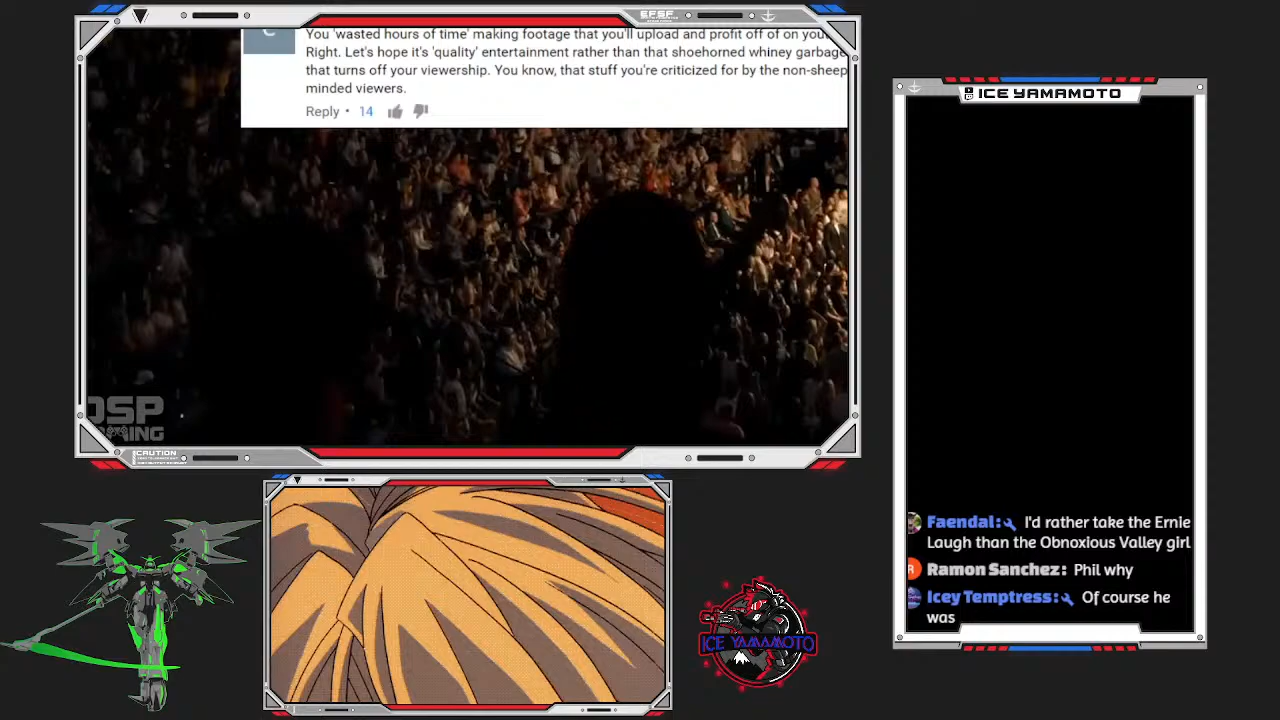 You 'wasted hours of time' making footage that you'll upload and profit off of on your
Right. Let's hope it's 'quality' entertainment rather than that shoehorned whiney garbage
that turns off your viewership. You know, that stuff you're criticized for by the non-sheep
minded viewers.
Reply • 14
DSP
GAMING
EFSF
CAUTION
ICE YAMAMOTO
ICE YAMAMOTO
Faendal: I'd rather take the Ernie
Laugh than the Obnoxious Valley girl
R
Ramon Sanchez: Phil why
Icey Temptress: Of course he
was